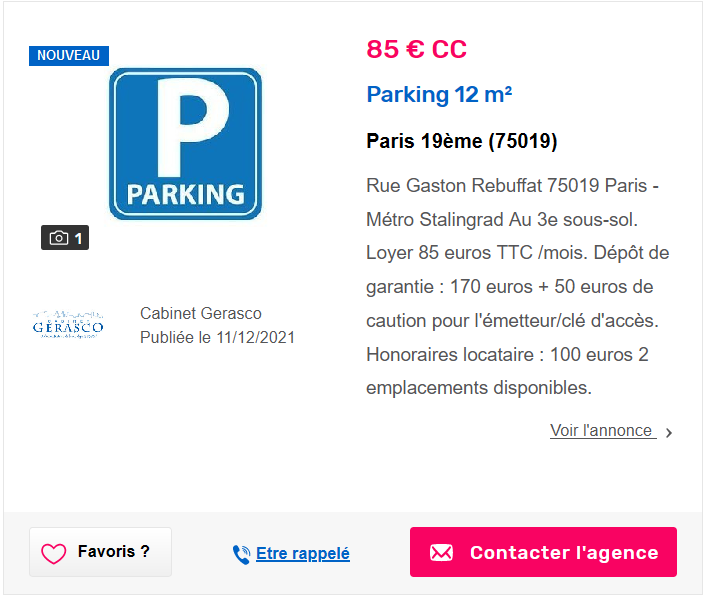 NOUVEAU
P
PARKING
1
GERASCO
Cabinet Gerasco
Publiée le 11/12/2021
85 € CC
Parking 12 m²
Paris 19ème (75019)
Rue Gaston Rebuffat 75019 Paris -
Métro Stalingrad Au 3e sous-sol.
Loyer 85 euros TTC /mois. Dépôt de
garantie : 170 euros + 50 euros de
caution pour l'émetteur/clé d'accès.
Honoraires locataire : 100 euros 2
emplacements disponibles.
Voir l'annonce
Favoris ?
Etre rappelé
Contacter l'agence